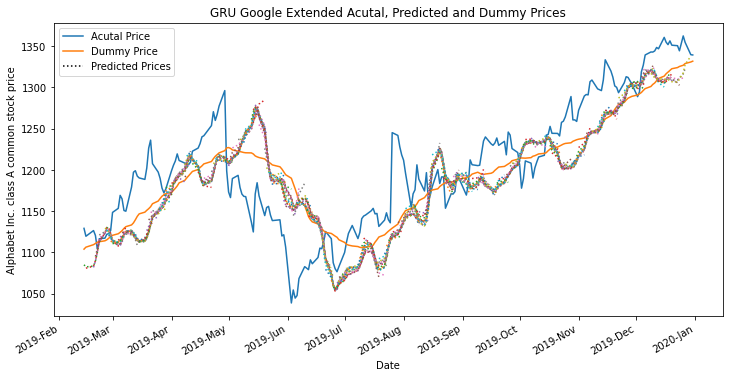 GRU Google Extended Acutal, Predicted and Dummy Prices
Acutal Price
Dummy Price
Predicted Prices
Alphabet Inc. class A common stock price
1350
1300
1250
1200
1150
1100
1050
2019-Feb
2019-Mar
2019-Apr
2019-May
2019-Jun
2019-Jul
2019-Aug
2019-Sep
2019-Oct
2019-Nov
2019-Dec
2020-Jan
Date